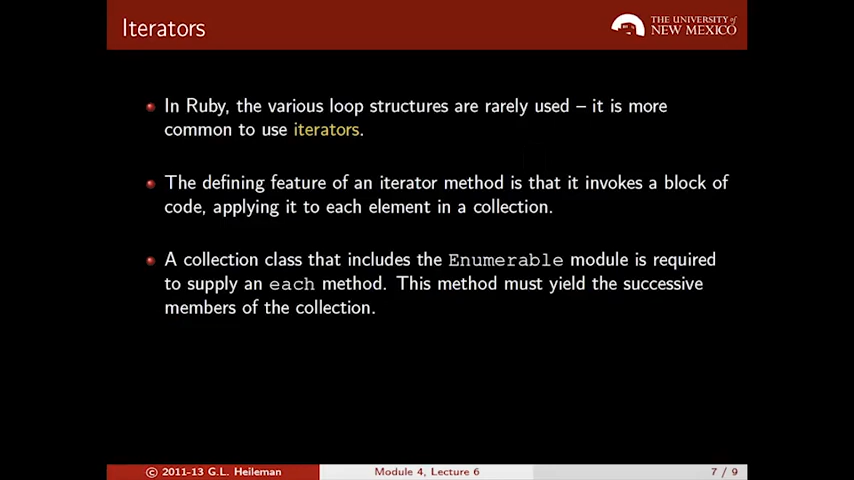 Iterators
THE UNIVERSITY of
NEW MEXICO
In Ruby, the various loop structures are rarely used – it is more
common to use iterators.
The defining feature of an iterator method is that it invokes a block of
code, applying it to each element in a collection.
A collection class that includes the Enumerable module is required
to supply an each method. This method must yield the successive
members of the collection.
© 2011-13 G.L. Heileman
Module 4, Lecture 6
7 / 9